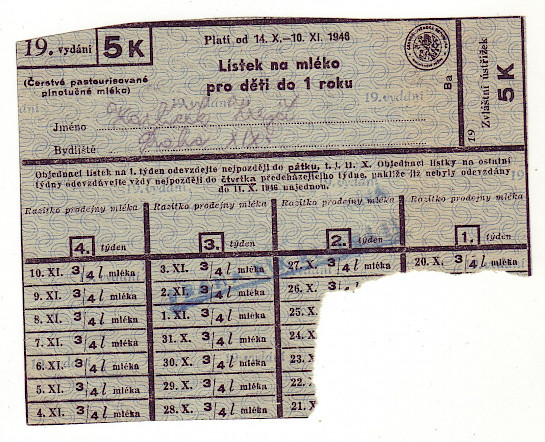 19. vydání 5 K
Platí od 14. X.–10. XI. 1946
(Čerstvé pasteurisované
plnotučné mléko)
Lístek na mléko
pro děti do 1 roku
19. vydání
19. vydání
Jméno
Bydliště Praha XIX
Ba
19 Zvláštní ústřižek
5 K
Objednací lístek na 1. týden odevzdejte nejpozději do pátku, t. j. 11. X. Objednací lístky na ostatní
týdny odevzdávejte vždy nejpozději do čtvrtka předcházejícího týdne, pakliže již nebyly odevzdány
do 11. X. 1946 najednou.
Razítko prodejny mléka Razítko prodejny mléka Razítko prodejny mléka Razítko prodejny mléka
4. týden 3. týden 2. týden 1. týden
10. XI. 3/4 l mléka 3. XI. 3/4 l mléka 27. X. 3/4 l mléka 20. X. 3/4 l mléka
9. XI. 3/4 l mléka 2. XI. 3/4 l mléka 26. X.
8. XI. 3/4 l mléka 1. XI. 3/4 l mléka 25. X.
7. XI. 3/4 l mléka 31. X. 3/4 l mléka 24. X.
6. XI. 3/4 l mléka 30. X. 3/4 l mléka 23. X.
5. XI. 3/4 l mléka 29. X. 3/4 l mléka 22. X.
4. XI. 3/4 l mléka 28. X. 3/4 l mléka 21. X.